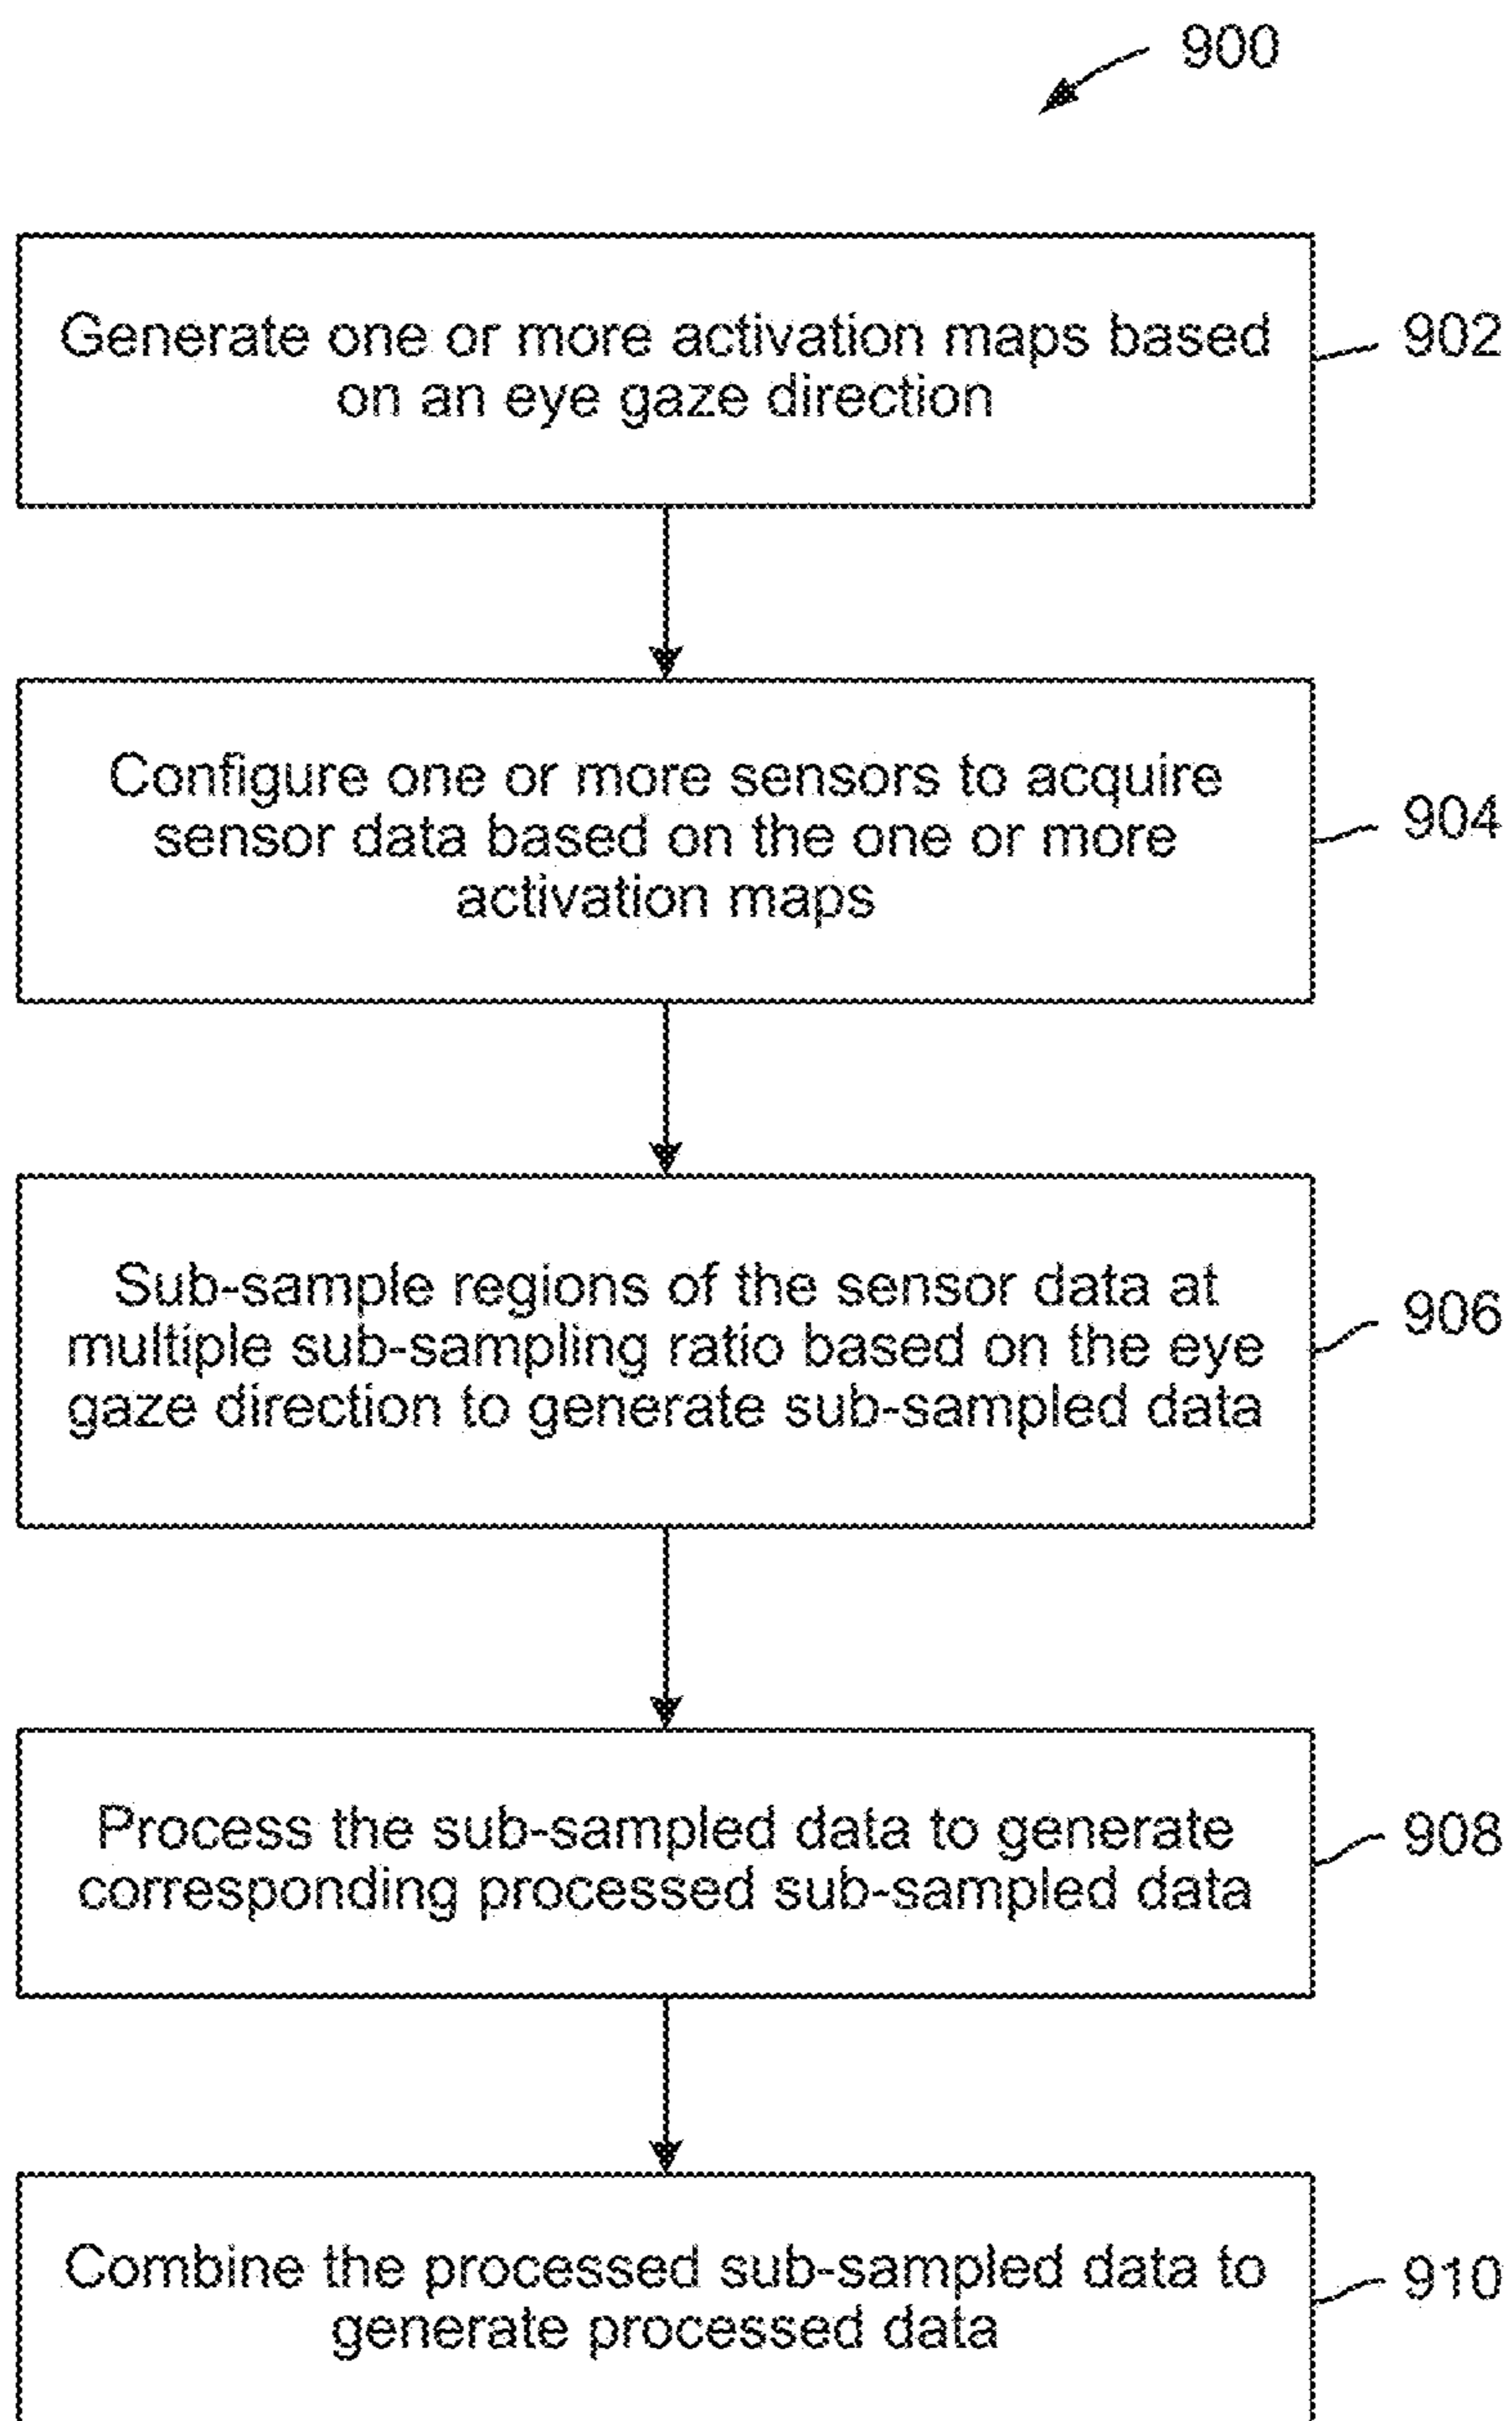 900
Generate one or more activation maps based
on an eye gaze direction
902
Configure one or more sensors to acquire
sensor data based on the one or more
activation maps
904
Sub-sample regions of the sensor data at
multiple sub-sampling ratio based on the eye
gaze direction to generate sub-sampled data
906
Process the sub-sampled data to generate
corresponding processed sub-sampled data
908
Combine the processed sub-sampled data to
generate processed data
910